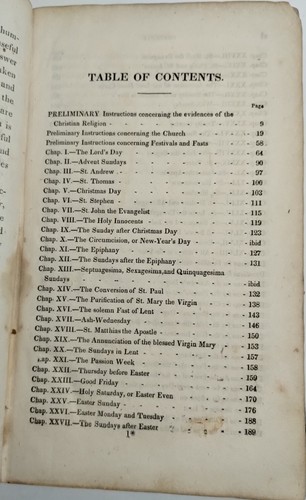 TABLE OF CONTENTS.
Page
PRELIMINARY Instructions concerning the evidences of the
Christian Religion - - - - - - - 9
Preliminary Instructions concerning the Church - - 19
Preliminary Instructions concerning Festivals and Fasts - 58
Chap. I.—The Lord's Day - - - - - 64
Chap. II.—Advent Sundays - - - - - 90
Chap. III.—St. Andrew - - - - - 97
Chap. IV.—St. Thomas - - - - - 100
Chap. V.—Christmas Day - - - - - 103
Chap. VI.—St. Stephen - - - - - 111
Chap. VII.—St. John the Evangelist - - - - 115
Chap. VIII.—The Holy Innocents - - - - 119
Chap. IX.—The Sunday after Christmas Day - - - 123
Chap. X.—The Circumcision, or New-Year's Day - - ibid
Chap. XI.—The Epiphany - - - - - 127
Chap. XII.—The Sundays after the Epiphany - - - 131
Chap. XIII.—Septuagesima, Sexagesima, and Quinquagesima
Sundays - - - - - - - ibid
Chap. XIV.—The Conversion of St. Paul - - - 132
Chap. XV.—The Purification of St. Mary the Virgin - - 138
Chap. XVI.—The solemn Fast of Lent - - - - 143
Chap. XVII.—Ash-Wednesday - - - - - 146
Chap. XVIII.—St. Matthias the Apostle - - - - 150
Chap. XIX.—The Annunciation of the blessed Virgin Mary - 153
Chap. XX.—The Sundays in Lent - - - - 157
ap. XXI.—The Passion Week - - - - 158
Chap. XXII.—Thursday before Easter - - - - 159
Chap. XXIII.—Good Friday - - - - - 164
Chap. XXIV.—Holy Saturday, or Easter Even - - - 170
Chap. XXV.—Easter Sunday - - - - - 176
Chap. XXVI.—Easter Monday and Tuesday - - - 188
Chap. XXVII.—The Sundays after Easter - - - 189
1*